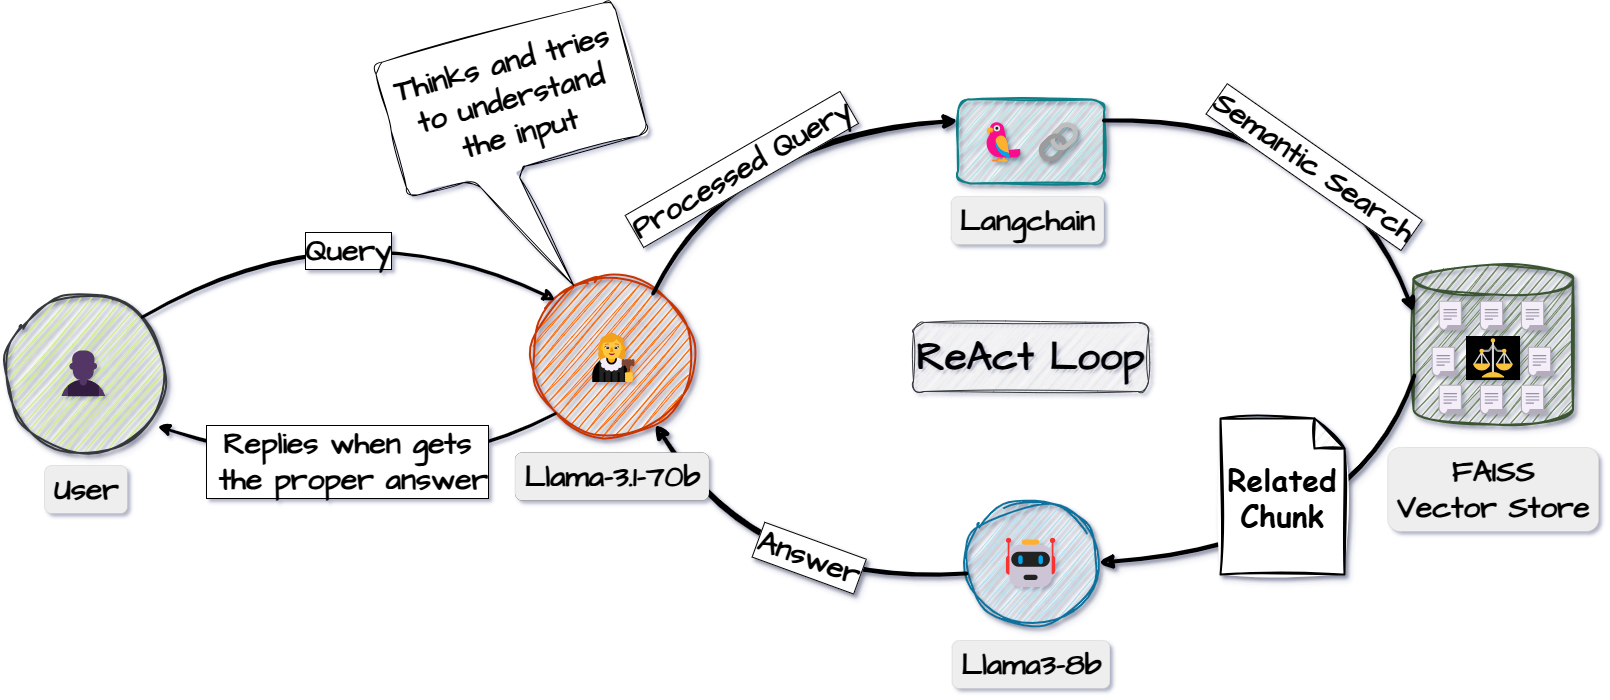 Thinks and tries
to understand
the input
Processed Query
Semantic Search
Langchain
Query
ReAct Loop
Replies when gets
the proper answer
User
Llama-3.1-70b
Related
Chunk
FAISS
Vector Store
Answer
Llama3-8b